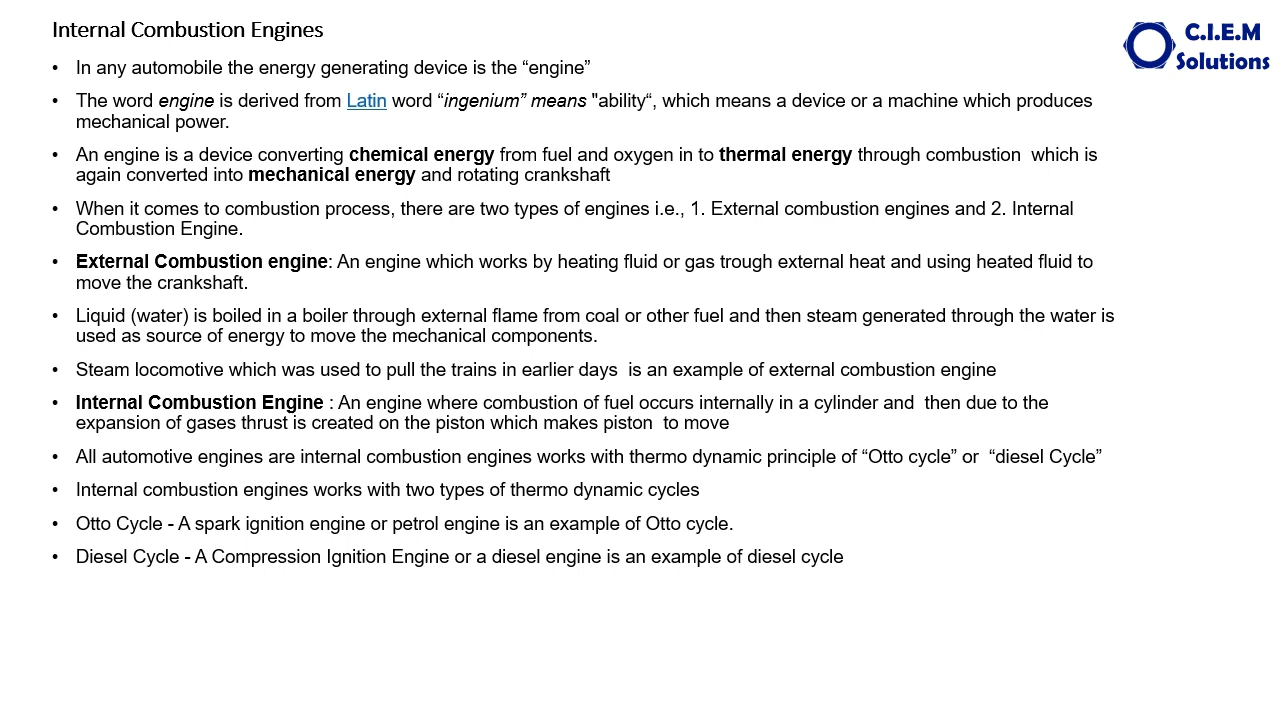 Internal Combustion Engines
C.I.E.M
Solutions
• In any automobile the energy generating device is the “engine”
• The word engine is derived from Latin word “ingenium” means "ability“, which means a device or a machine which produces
mechanical power.
• An engine is a device converting chemical energy from fuel and oxygen in to thermal energy through combustion  which is
again converted into mechanical energy and rotating crankshaft
• When it comes to combustion process, there are two types of engines i.e., 1. External combustion engines and 2. Internal
Combustion Engine.
• External Combustion engine: An engine which works by heating fluid or gas trough external heat and using heated fluid to
move the crankshaft.
• Liquid (water) is boiled in a boiler through external flame from coal or other fuel and then steam generated through the water is
used as source of energy to move the mechanical components.
• Steam locomotive which was used to pull the trains in earlier days  is an example of external combustion engine
• Internal Combustion Engine : An engine where combustion of fuel occurs internally in a cylinder and  then due to the
expansion of gases thrust is created on the piston which makes piston  to move
• All automotive engines are internal combustion engines works with thermo dynamic principle of “Otto cycle” or  “diesel Cycle”
• Internal combustion engines works with two types of thermo dynamic cycles
• Otto Cycle - A spark ignition engine or petrol engine is an example of Otto cycle.
• Diesel Cycle - A Compression Ignition Engine or a diesel engine is an example of diesel cycle